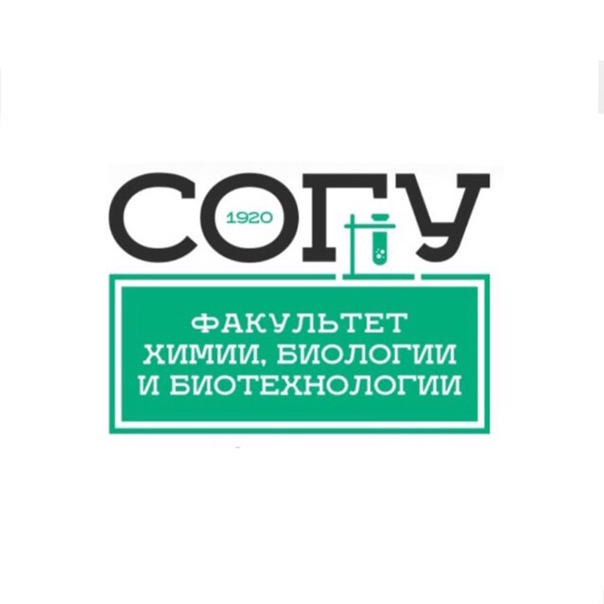 СОГУ
1920
ФАКУЛЬТЕТ
ХИМИИ, БИОЛОГИИ
И БИОТЕХНОЛОГИИ